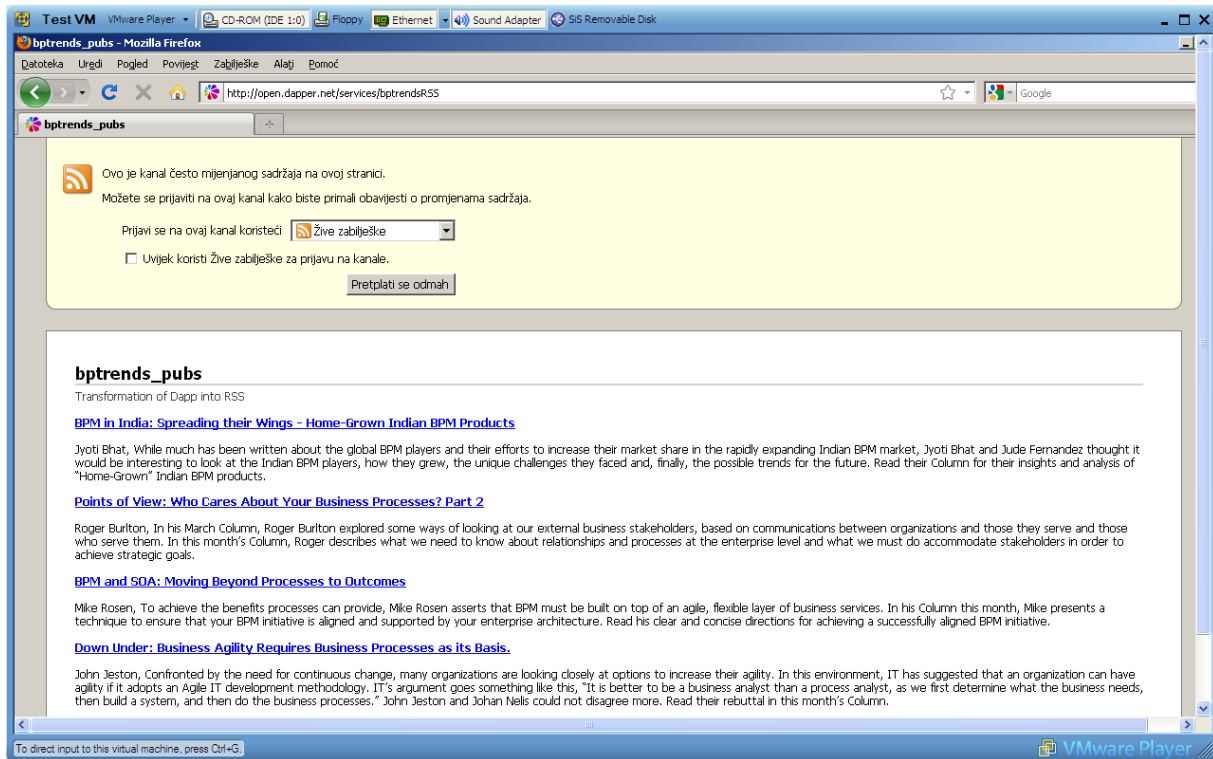 Test VM VMware Player CD-ROM (IDE 1:0) Floppy Ethernet Sound Adapter SiS Removable Disk
bptrends_pubs - Mozilla Firefox
Datoteka Uredi Pogled Povijest Zabilješke Alati Pomoć
http://open.dapper.net/services/bptrendsRSS Google
bptrends_pubs
Ovo je kanal često mijenjanog sadržaja na ovoj stranici.
Možete se prijaviti na ovaj kanal kako biste primali obavijesti o promjenama sadržaja.
Prijavi se na ovaj kanal koristeći Žive zabilješke
Uvijek koristi Žive zabilješke za prijavu na kanale.
Pretplati se odmah
bptrends_pubs
Transformation of Dapp into RSS
BPM in India: Spreading their Wings - Home-Grown Indian BPM Products
Jyoti Bhat, While much has been written about the global BPM players and their efforts to increase their market share in the rapidly expanding Indian BPM market, Jyoti Bhat and Jude Fernandez thought it
would be interesting to look at the Indian BPM players, how they grew, the unique challenges they faced and, finally, the possible trends for the future. Read their Column for their insights and analysis of
"Home-Grown" Indian BPM products.
Points of View: Who Cares About Your Business Processes? Part 2
Roger Burlton, In his March Column, Roger Burlton explored some ways of looking at our external business stakeholders, based on communications between organizations and those they serve and those
who serve them. In this month's Column, Roger describes what we need to know about relationships and processes at the enterprise level and what we must do accommodate stakeholders in order to
achieve strategic goals.
BPM and SOA: Moving Beyond Processes to Outcomes
Mike Rosen, To achieve the benefits processes can provide, Mike Rosen asserts that BPM must be built on top of an agile, flexible layer of business services. In his Column this month, Mike presents a
technique to ensure that your BPM initiative is aligned and supported by your enterprise architecture. Read his clear and concise directions for achieving a successfully aligned BPM initiative.
Down Under: Business Agility Requires Business Processes as its Basis.
John Jeston, Confronted by the need for continuous change, many organizations are looking closely at options to increase their agility. In this environment, IT has suggested that an organization can have
agility if it adopts an Agile IT development methodology. IT's argument goes something like this, "It is better to be a business analyst than a process analyst, as we first determine what the business needs,
then build a system, and then do the business processes." John Jeston and Johan Nelis could not disagree more. Read their rebuttal in this month's Column.
To direct input to this virtual machine, press Ctrl+G. VMware Player